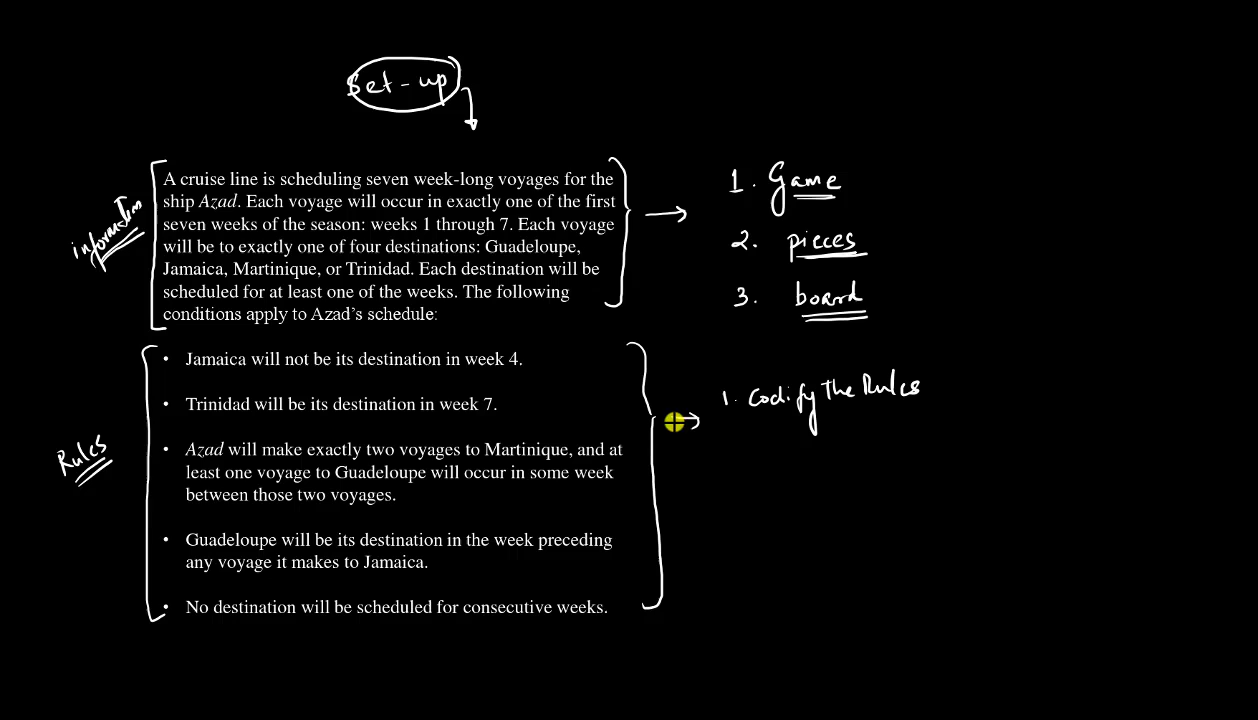 Set-up
A cruise line is scheduling seven week-long voyages for the
ship Azad. Each voyage will occur in exactly one of the first
seven weeks of the season: weeks 1 through 7. Each voyage
will be to exactly one of four destinations: Guadeloupe,
Jamaica, Martinique, or Trinidad. Each destination will be
scheduled for at least one of the weeks. The following
conditions apply to Azad’s schedule:
information
1. Game
2. pieces
3. board
• Jamaica will not be its destination in week 4.
• Trinidad will be its destination in week 7.
• Azad will make exactly two voyages to Martinique, and at
least one voyage to Guadeloupe will occur in some week
between those two voyages.
• Guadeloupe will be its destination in the week preceding
any voyage it makes to Jamaica.
• No destination will be scheduled for consecutive weeks.
Rules
1. Codify the Rules